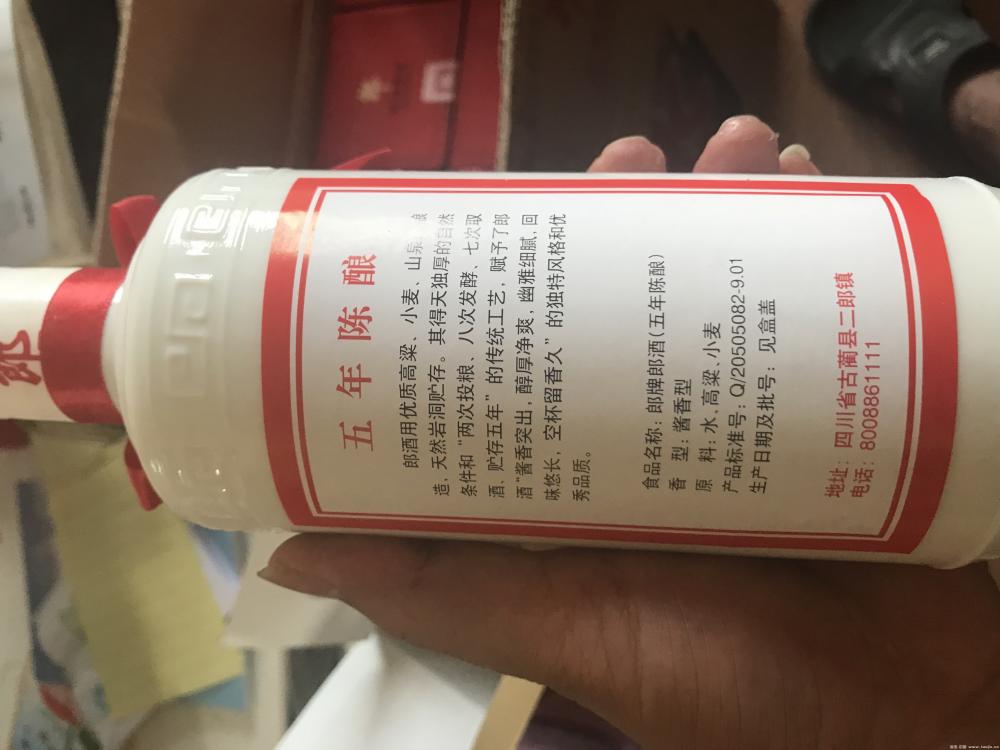 郎
五年陈酿
郎酒用优质高粱、小麦、山泉酿
造，天然岩洞贮存。其得天独厚的自然
条件和“两次投粮、八次发酵、七次取
酒、贮存五年”的传统工艺，赋予了郎
酒“酱香突出，醇厚净爽，幽雅细腻，回
味悠长，空杯留香久”的独特风格和优
秀品质。
食品名称：郎牌郎酒(五年陈酿)
香　型：酱香型
原　料：水、高粱、小麦
产品标准号：Q/20505082-9.01
生产日期及批号：见盒盖
地址：四川省古蔺县二郎镇
电话：8008861111